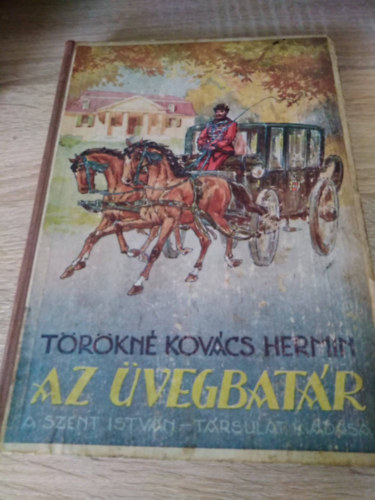 TÖRÖKNÉ KOVÁCS HERMIN
AZ ÜVEGBATÁR
A SZENT ISTVÁN-TÁRSULAT KIADÁSA